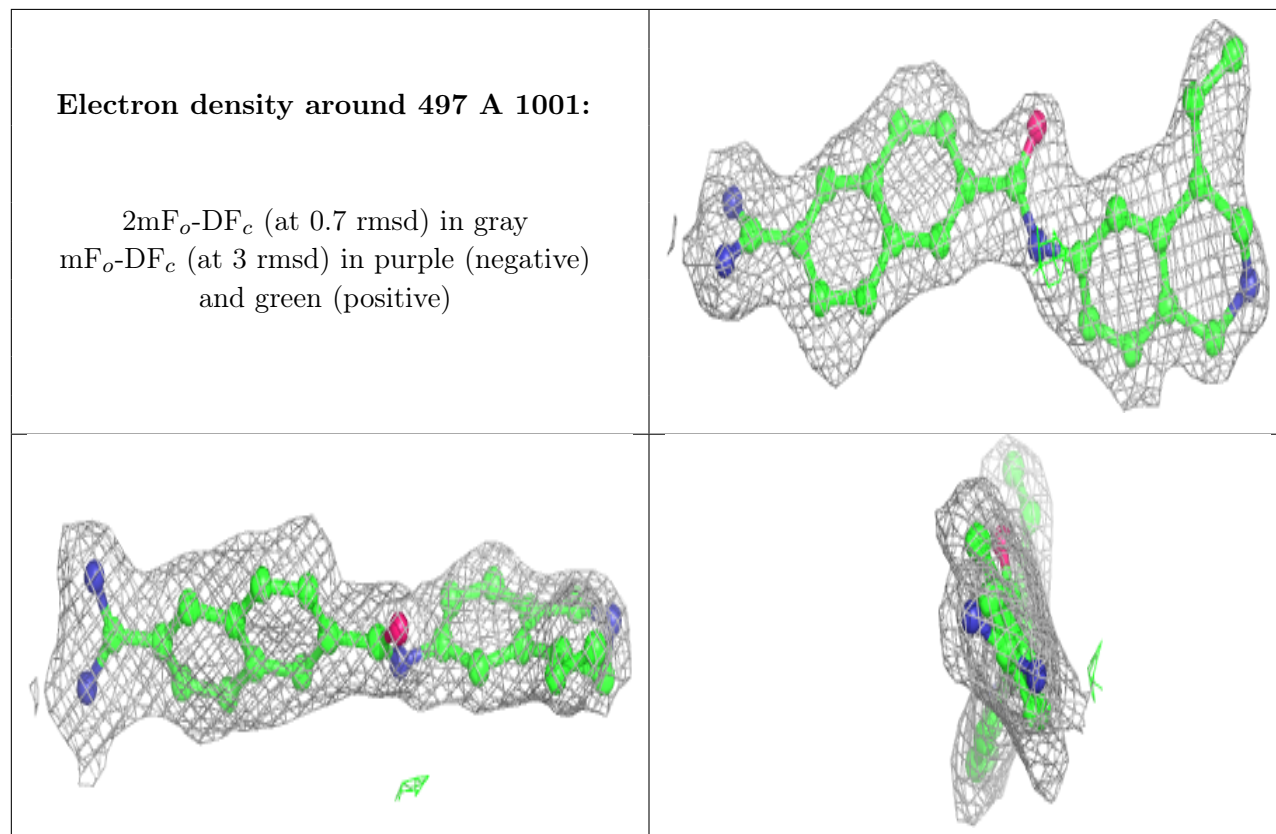 Electron density around 497 A 1001:
2mFo-DFc (at 0.7 rmsd) in gray
mFo-DFc (at 3 rmsd) in purple (negative)
and green (positive)